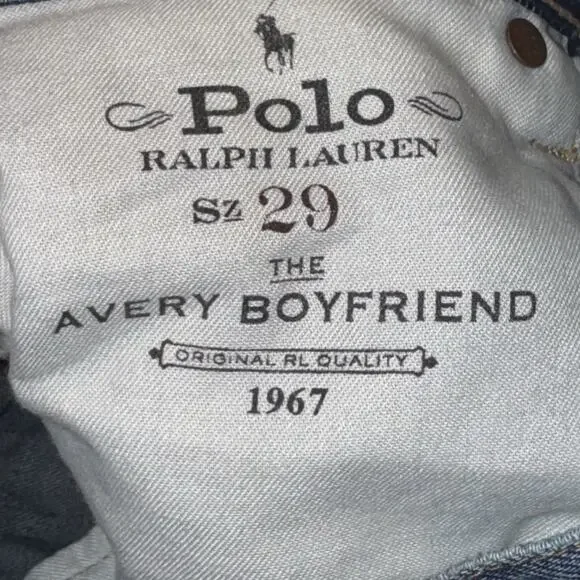 Polo
RALPH LAUREN
Sz 29
THE
AVERY BOYFRIEND
ORIGINAL RL QUALITY
1967